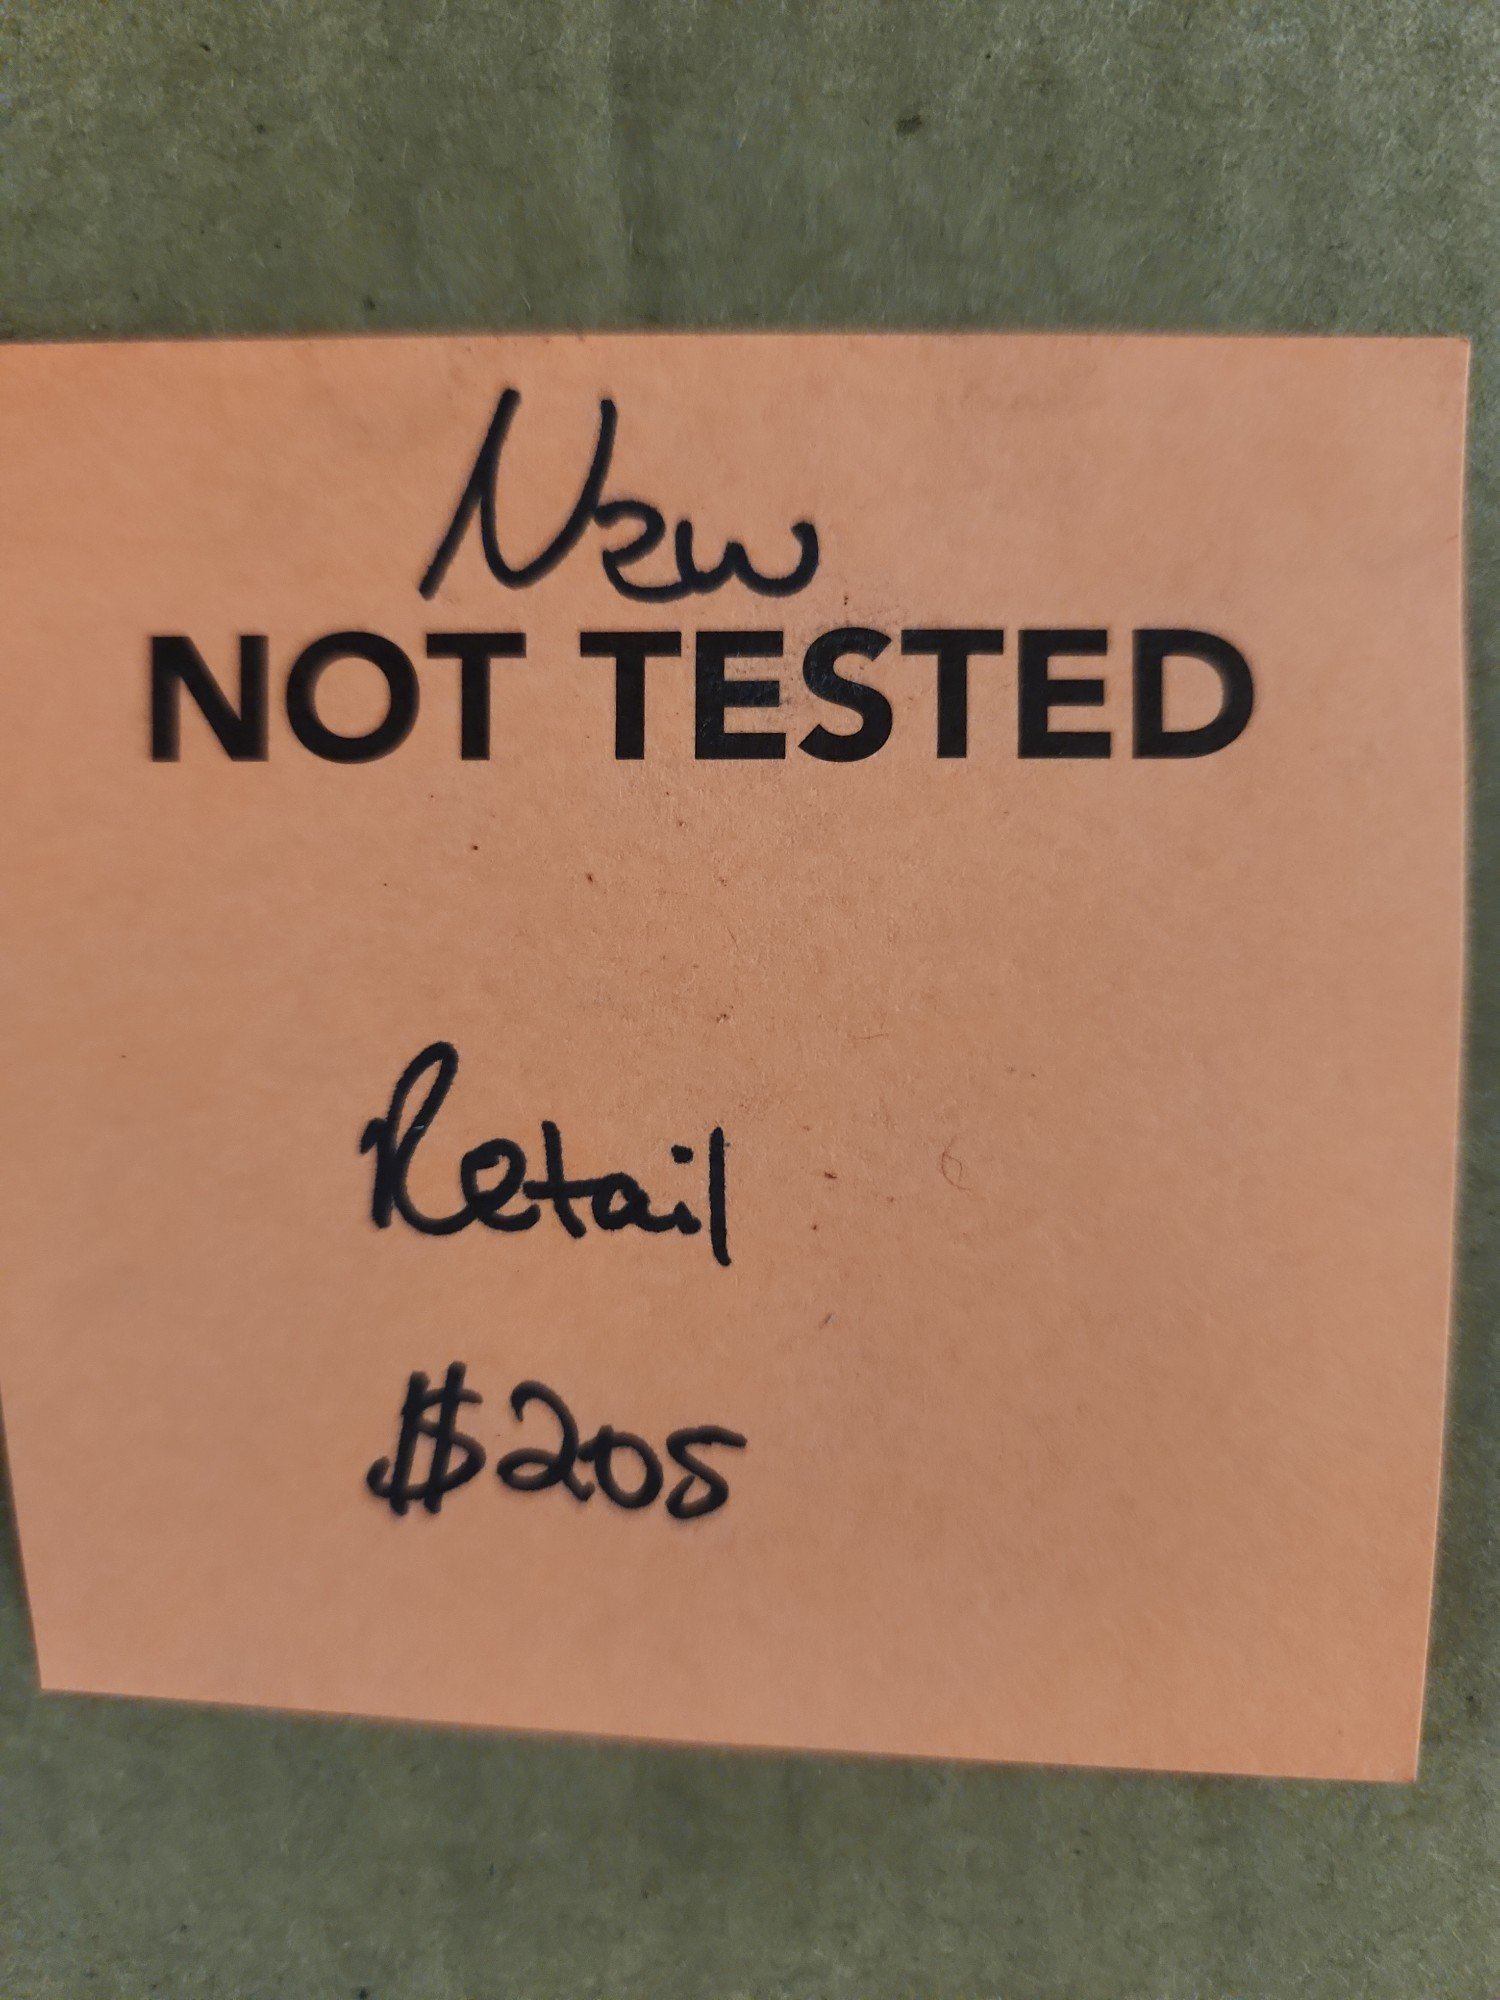 New
NOT TESTED
Retail
$205